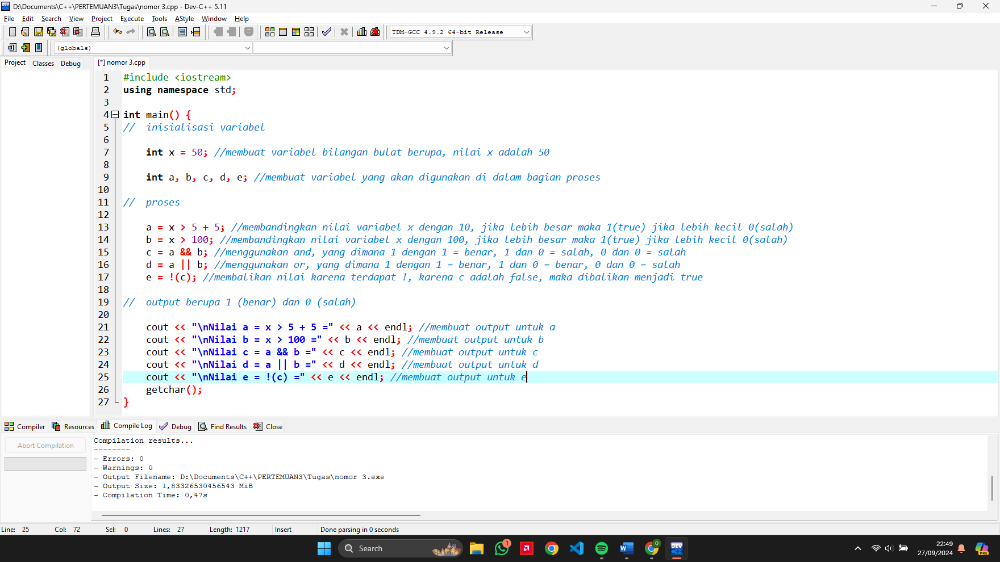 D:\Documents\C++\PERTEMUAN3\Tugas\nomor 3.cpp - Dev-C++ 5.11
File Edit Search View Project Execute Tools AStyle Window Help
TDM-GCC 4.9.2 64-bit Release
(globals)
Project Classes Debug
[*] nomor 3.cpp
1 #include <iostream>
2 using namespace std;
3
4 int main() {
5 // inisialisasi variabel
6
7 int x = 50; //membuat variabel bilangan bulat berupa, nilai x adalah 50
8
9 int a, b, c, d, e; //membuat variabel yang akan digunakan di dalam bagian proses
10
11 // proses
12
13 a = x > 5 + 5; //membandingkan nilai variabel x dengan 10, jika lebih besar maka 1(true) jika lebih kecil 0(salah)
14 b = x > 100; //membandingkan nilai variabel x dengan 100, jika lebih besar maka 1(true) jika lebih kecil 0(salah)
15 c = a && b; //menggunakan and, yang dimana 1 dengan 1 = benar, 1 dan 0 = salah, 0 dan 0 = salah
16 d = a || b; //menggunakan or, yang dimana 1 dengan 1 = benar, 1 dan 0 = benar, 0 dan 0 = salah
17 e = !(c); //membalikan nilai karena terdapat !, karena c adalah false, maka dibalikan menjadi true
18
19 // output berupa 1 (benar) dan 0 (salah)
20
21 cout << "\nNilai a = x > 5 + 5 =" << a << endl; //membuat output untuk a
22 cout << "\nNilai b = x > 100 =" << b << endl; //membuat output untuk b
23 cout << "\nNilai c = a && b =" << c << endl; //membuat output untuk c
24 cout << "\nNilai d = a || b =" << d << endl; //membuat output untuk d
25 cout << "\nNilai e = !(c) =" << e << endl; //membuat output untuk e
26 getchar();
27 }
Compiler Resources Compile Log Debug Find Results Close
Abort Compilation
Compilation results...
--------
- Errors: 0
- Warnings: 0
- Output Filename: D:\Documents\C++\PERTEMUAN3\Tugas\nomor 3.exe
- Output Size: 1,83326530456543 MiB
- Compilation Time: 0,47s
Line: 25 Col: 72 Sel: 0 Lines: 27 Length: 1217 Insert Done parsing in 0 seconds
Search
1
0
DEV
22:49
27/09/2024
PRE